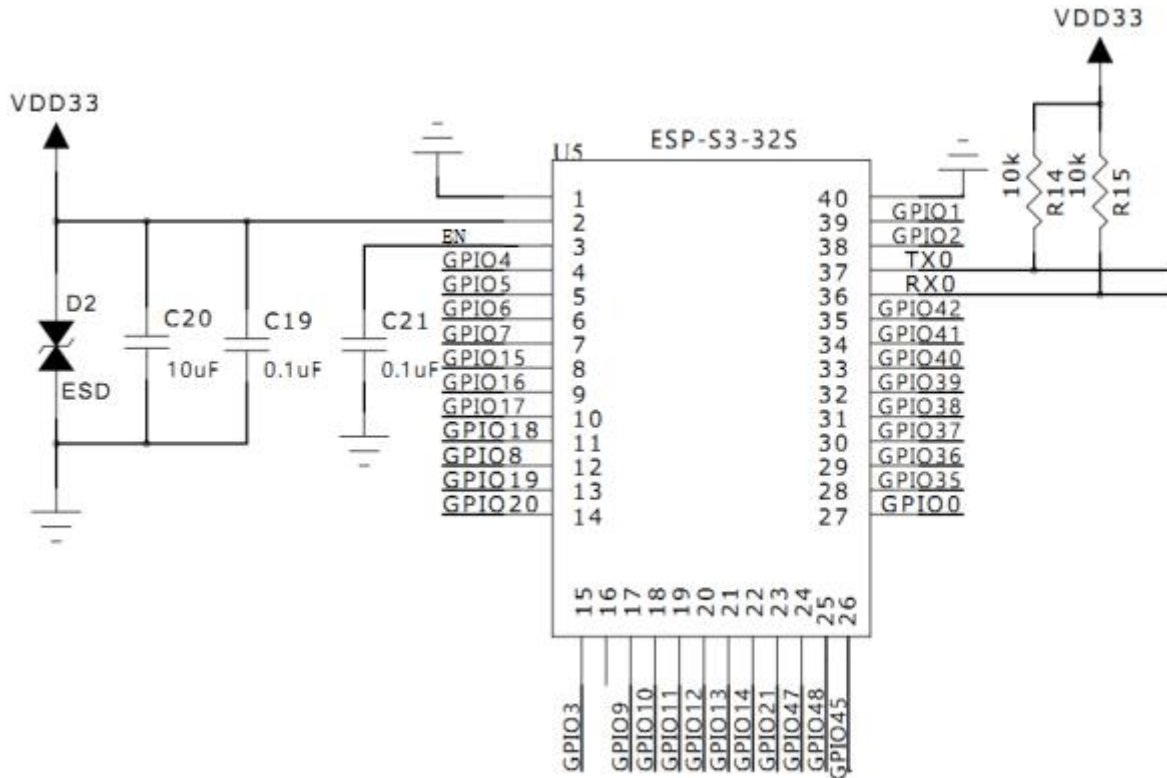 VDD33
VDD33
ESP-S3-32S
U5
10k
R14
10k
R15
1
40
GPIO1
2
39
GPIO2
EN
3
38
TX0
GPIO4
4
37
RX0
GPIO5
5
36
GPIO42
GPIO6
6
35
GPIO41
GPIO7
7
34
GPIO40
GPIO15
8
33
GPIO39
GPIO16
9
32
GPIO38
GPIO17
10
31
GPIO37
GPIO18
11
30
GPIO36
GPIO8
12
29
GPIO35
GPIO19
13
28
GPIO0
GPIO20
14
27
D2
ESD
C20
10uF
C19
0.1uF
C21
0.1uF
15
16
17
18
19
20
21
22
23
24
25
26
GPIO3
GPIO9
GPIO10
GPIO11
GPIO12
GPIO13
GPIO14
GPIO21
GPIO47
GPIO48
GPIO45